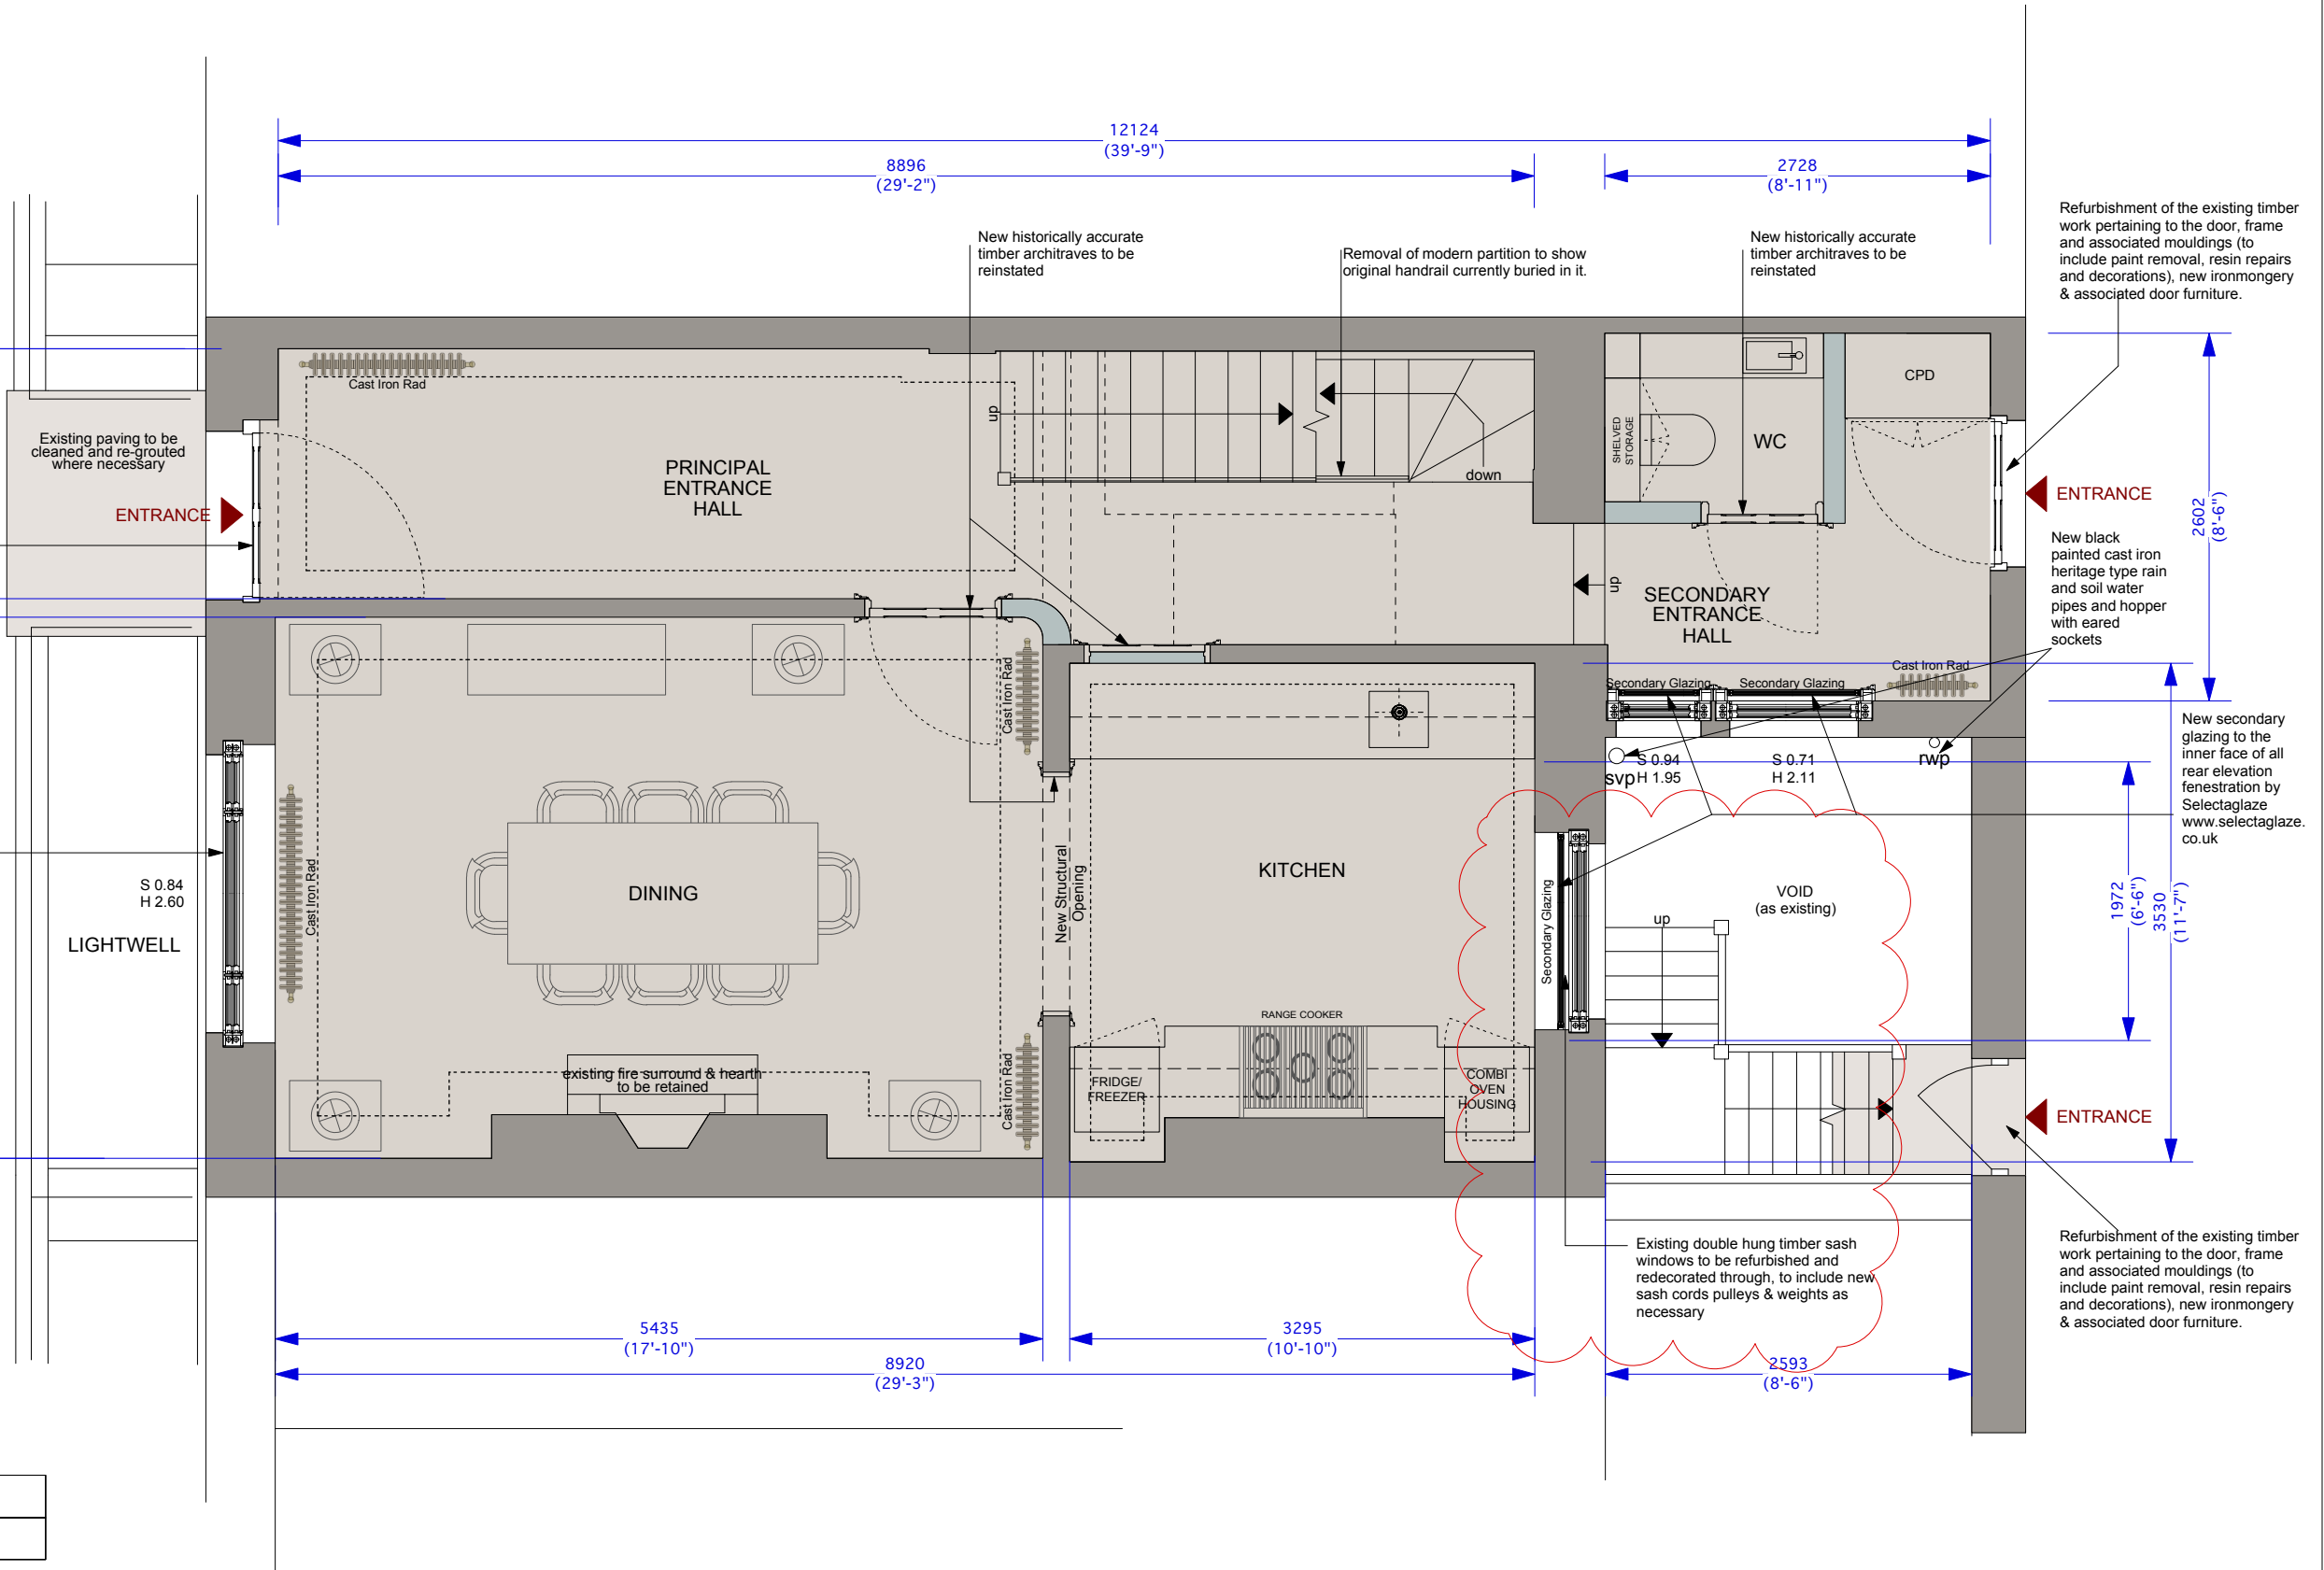 12124
(39'-9")
8896
(29'-2")
2728
(8'-11")
New historically accurate
timber architraves to be
reinstated
Removal of modern partition to show
original handrail currently buried in it.
New historically accurate
timber architraves to be
reinstated
Refurbishment of the existing timber
work pertaining to the door, frame
and associated mouldings (to
include paint removal, resin repairs
and decorations), new ironmongery
& associated door furniture.
Cast Iron Rad
Existing paving to be
cleaned and re-grouted
where necessary
ENTRANCE
PRINCIPAL
ENTRANCE
HALL
up
down
SHELVED
STORAGE
WC
CPD
ENTRANCE
2602
(8'-6")
New black
painted cast iron
heritage type rain
and soil water
pipes and hopper
with eared
sockets
up
SECONDARY
ENTRANCE
HALL
Cast Iron Rad
Secondary Glazing
Secondary Glazing
Cast Iron Rad
New secondary
glazing to the
inner face of all
rear elevation
fenestration by
Selectaglaze
www.selectaglaze.
co.uk
svp
S 0.94
H 1.95
S 0.71
H 2.11
rwp
S 0.84
H 2.60
LIGHTWELL
Cast Iron Rad
DINING
New Structural
Opening
KITCHEN
Secondary Glazing
VOID
(as existing)
up
1972
(6'-6")
3530
(11'-7")
RANGE COOKER
existing fire surround & hearth
to be retained
Cast Iron Rad
FRIDGE/
FREEZER
COMBI
OVEN
HOUSING
ENTRANCE
Existing double hung timber sash
windows to be refurbished and
redecorated through, to include new
sash cords pulleys & weights as
necessary
Refurbishment of the existing timber
work pertaining to the door, frame
and associated mouldings (to
include paint removal, resin repairs
and decorations), new ironmongery
& associated door furniture.
5435
(17'-10")
3295
(10'-10")
8920
(29'-3")
2593
(8'-6")